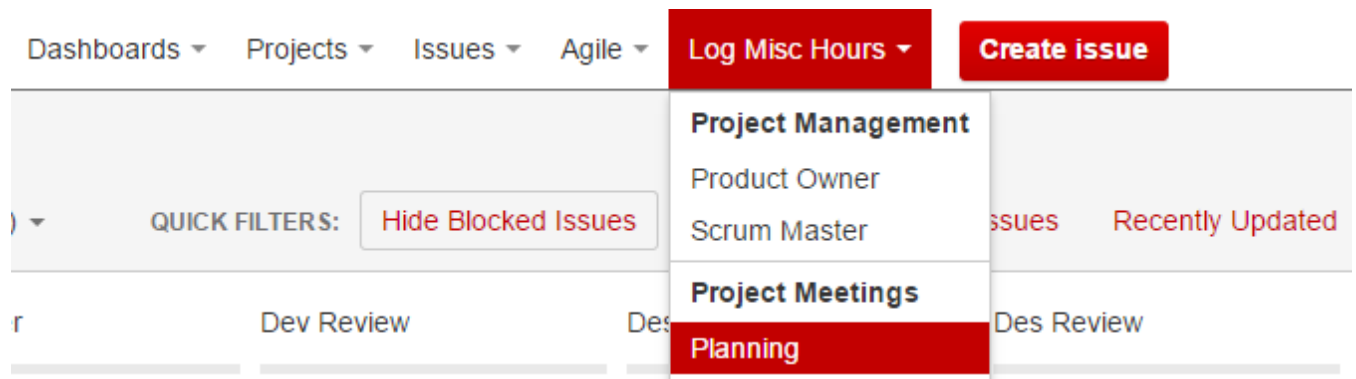 Dashboards Projects Issues Agile Log Misc Hours Create issue
Project Management
Product Owner
) QUICK FILTERS: Hide Blocked Issues Scrum Master ssues Recently Updated
Project Meetings
r Dev Review Des Des Review
Planning